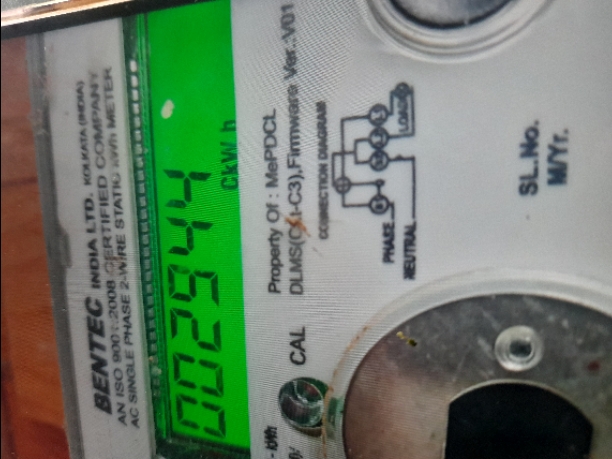 BENTEC INDIA LTD. KOLKATA (INDIA)
AN ISO 9001:2008 CERTIFIED COMPANY
AC SINGLE PHASE 2-WIRE STATIC kWh METER
002944
CkW h
Property Of : MePDCL
CAL DLMS(C&I-C3),Firmware Ver.:V01
CONNECTION DIAGRAM
LOAD
PHASE
NEUTRAL
SL.No.
M/Yr.